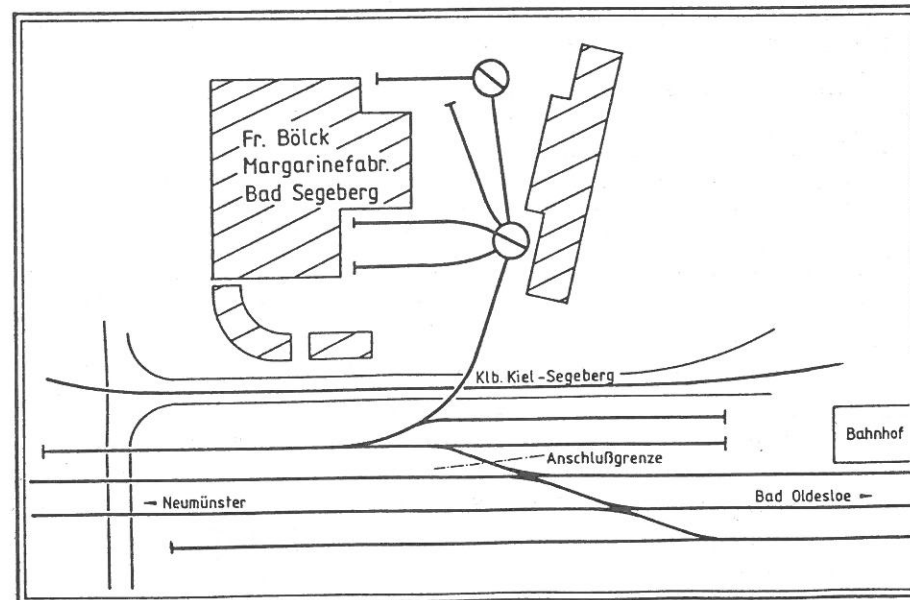 Fr. Bölck
Margarinefabr.
Bad Segeberg
Klb. Kiel-Segeberg
Bahnhof
Anschlußgrenze
← Neumünster
Bad Oldesloe ←